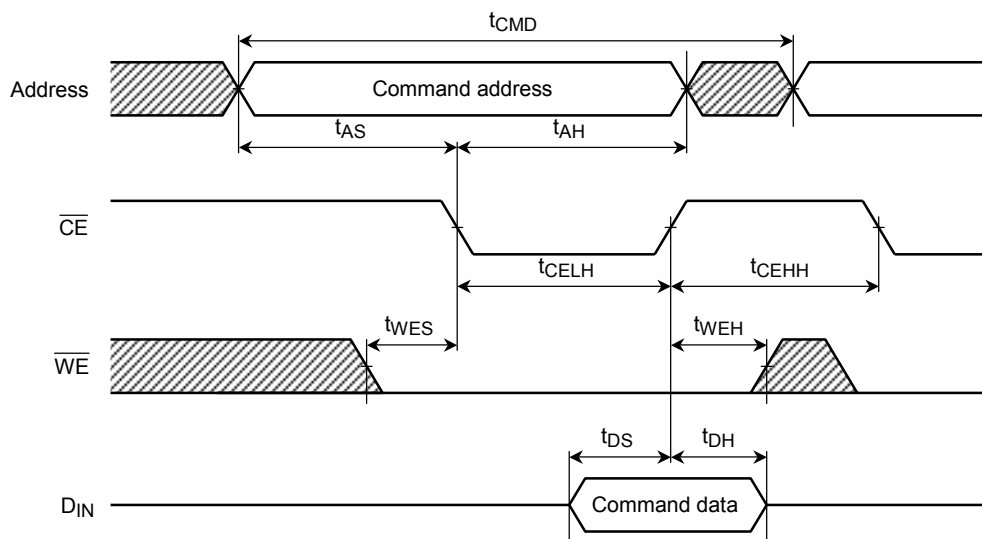 tCMD
Address
Command address
tAS
tAH
CE
tCELH
tCEHH
tWES
tWEH
WE
tDS
tDH
DIN
Command data